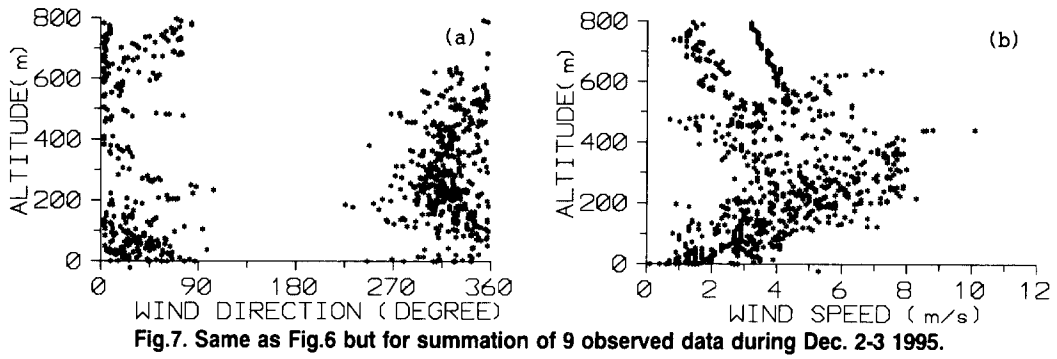 800
600
400
200
0
ALTITUDE(m)
(a)
0 90 180 270 360
WIND DIRECTION (DEGREE)
800
600
400
200
0
ALTITUDE(m)
(b)
0 2 4 6 8 10 12
WIND SPEED (m/s)
Fig.7. Same as Fig.6 but for summation of 9 observed data during Dec. 2-3 1995.